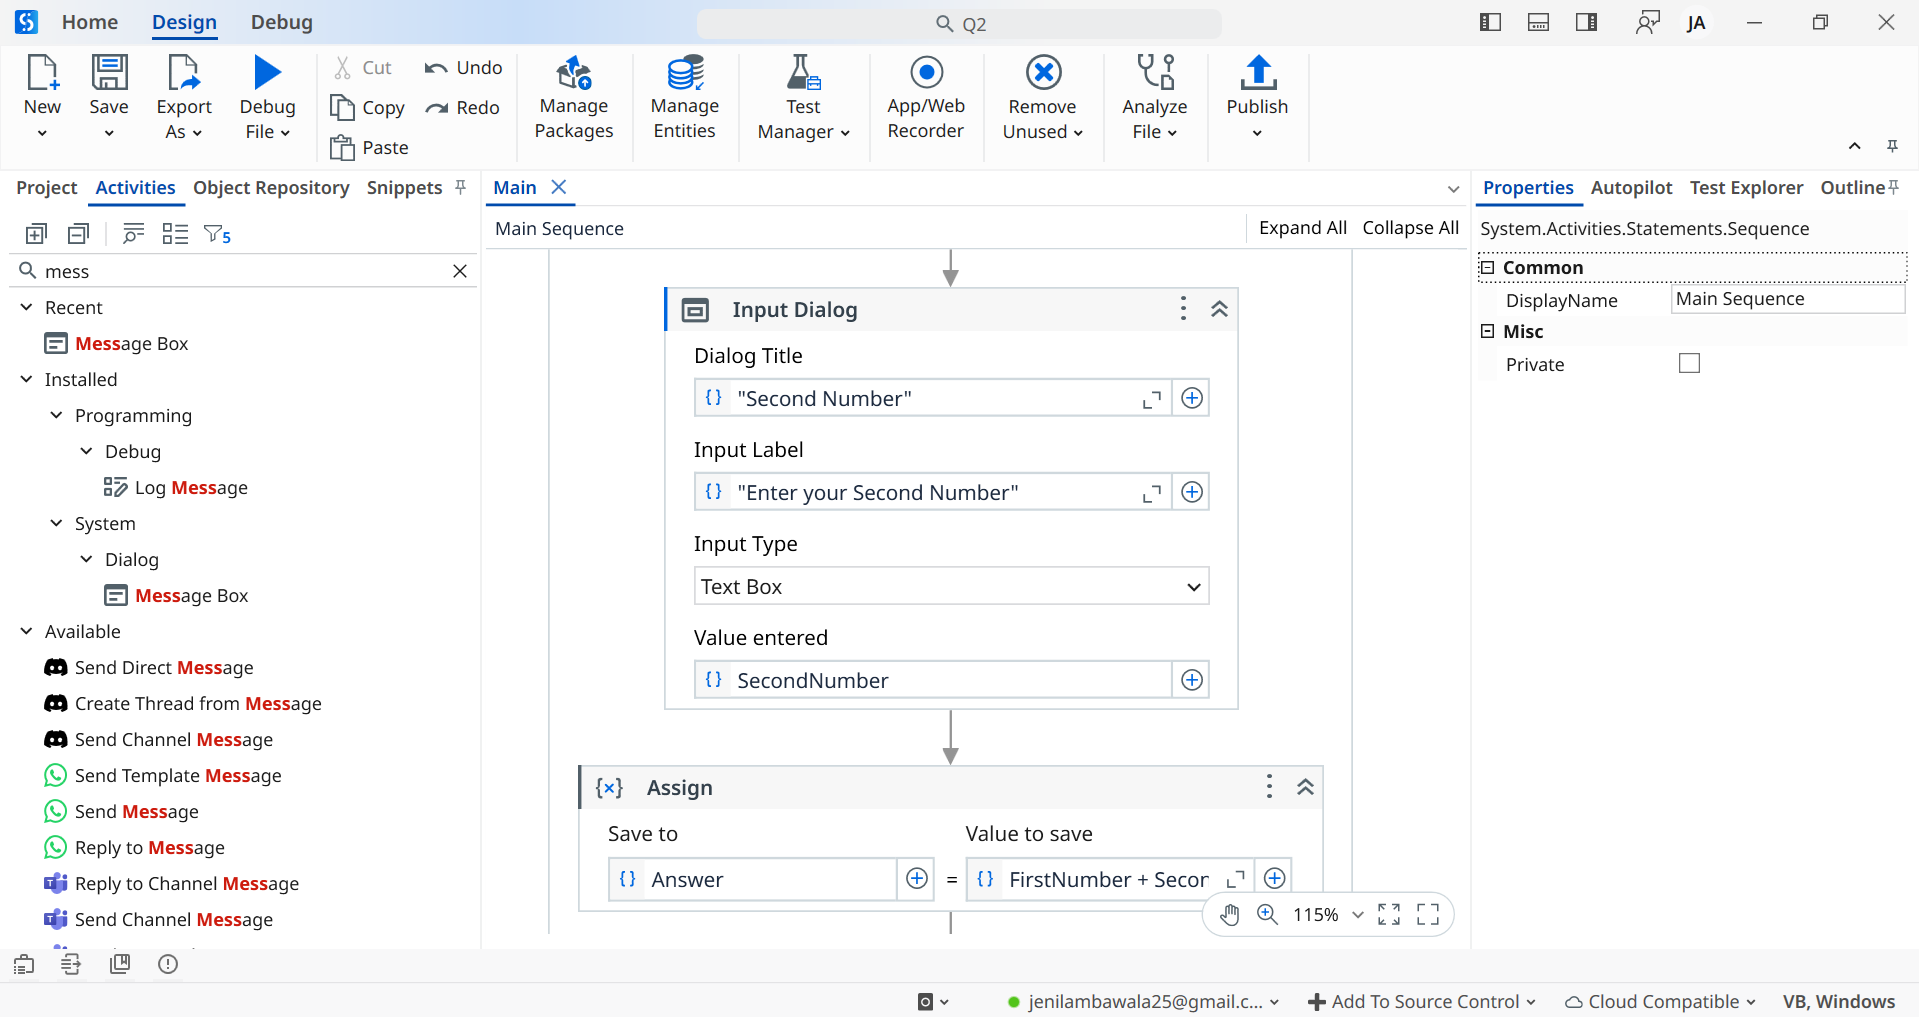 Home Design Debug
Q2
JA
New
Save
Export As
Debug File
Cut
Copy
Paste
Undo
Redo
Manage Packages
Manage Entities
Test Manager
App/Web Recorder
Remove Unused
Analyze File
Publish
Project Activities Object Repository Snippets
5
mess
Recent
Message Box
Installed
Programming
Debug
Log Message
System
Dialog
Message Box
Available
Send Direct Message
Create Thread from Message
Send Channel Message
Send Template Message
Send Message
Reply to Message
Reply to Channel Message
Send Channel Message
Main
Main Sequence
Expand All Collapse All
Input Dialog
Dialog Title
{} "Second Number"
Input Label
{} "Enter your Second Number"
Input Type
Text Box
Value entered
{} SecondNumber
{x} Assign
Save to Value to save
{} Answer = {} FirstNumber + Secon
115%
Properties Autopilot Test Explorer Outline
System.Activities.Statements.Sequence
Common
DisplayName Main Sequence
Misc
Private
jenilambawala25@gmail.c... Add To Source Control Cloud Compatible VB, Windows